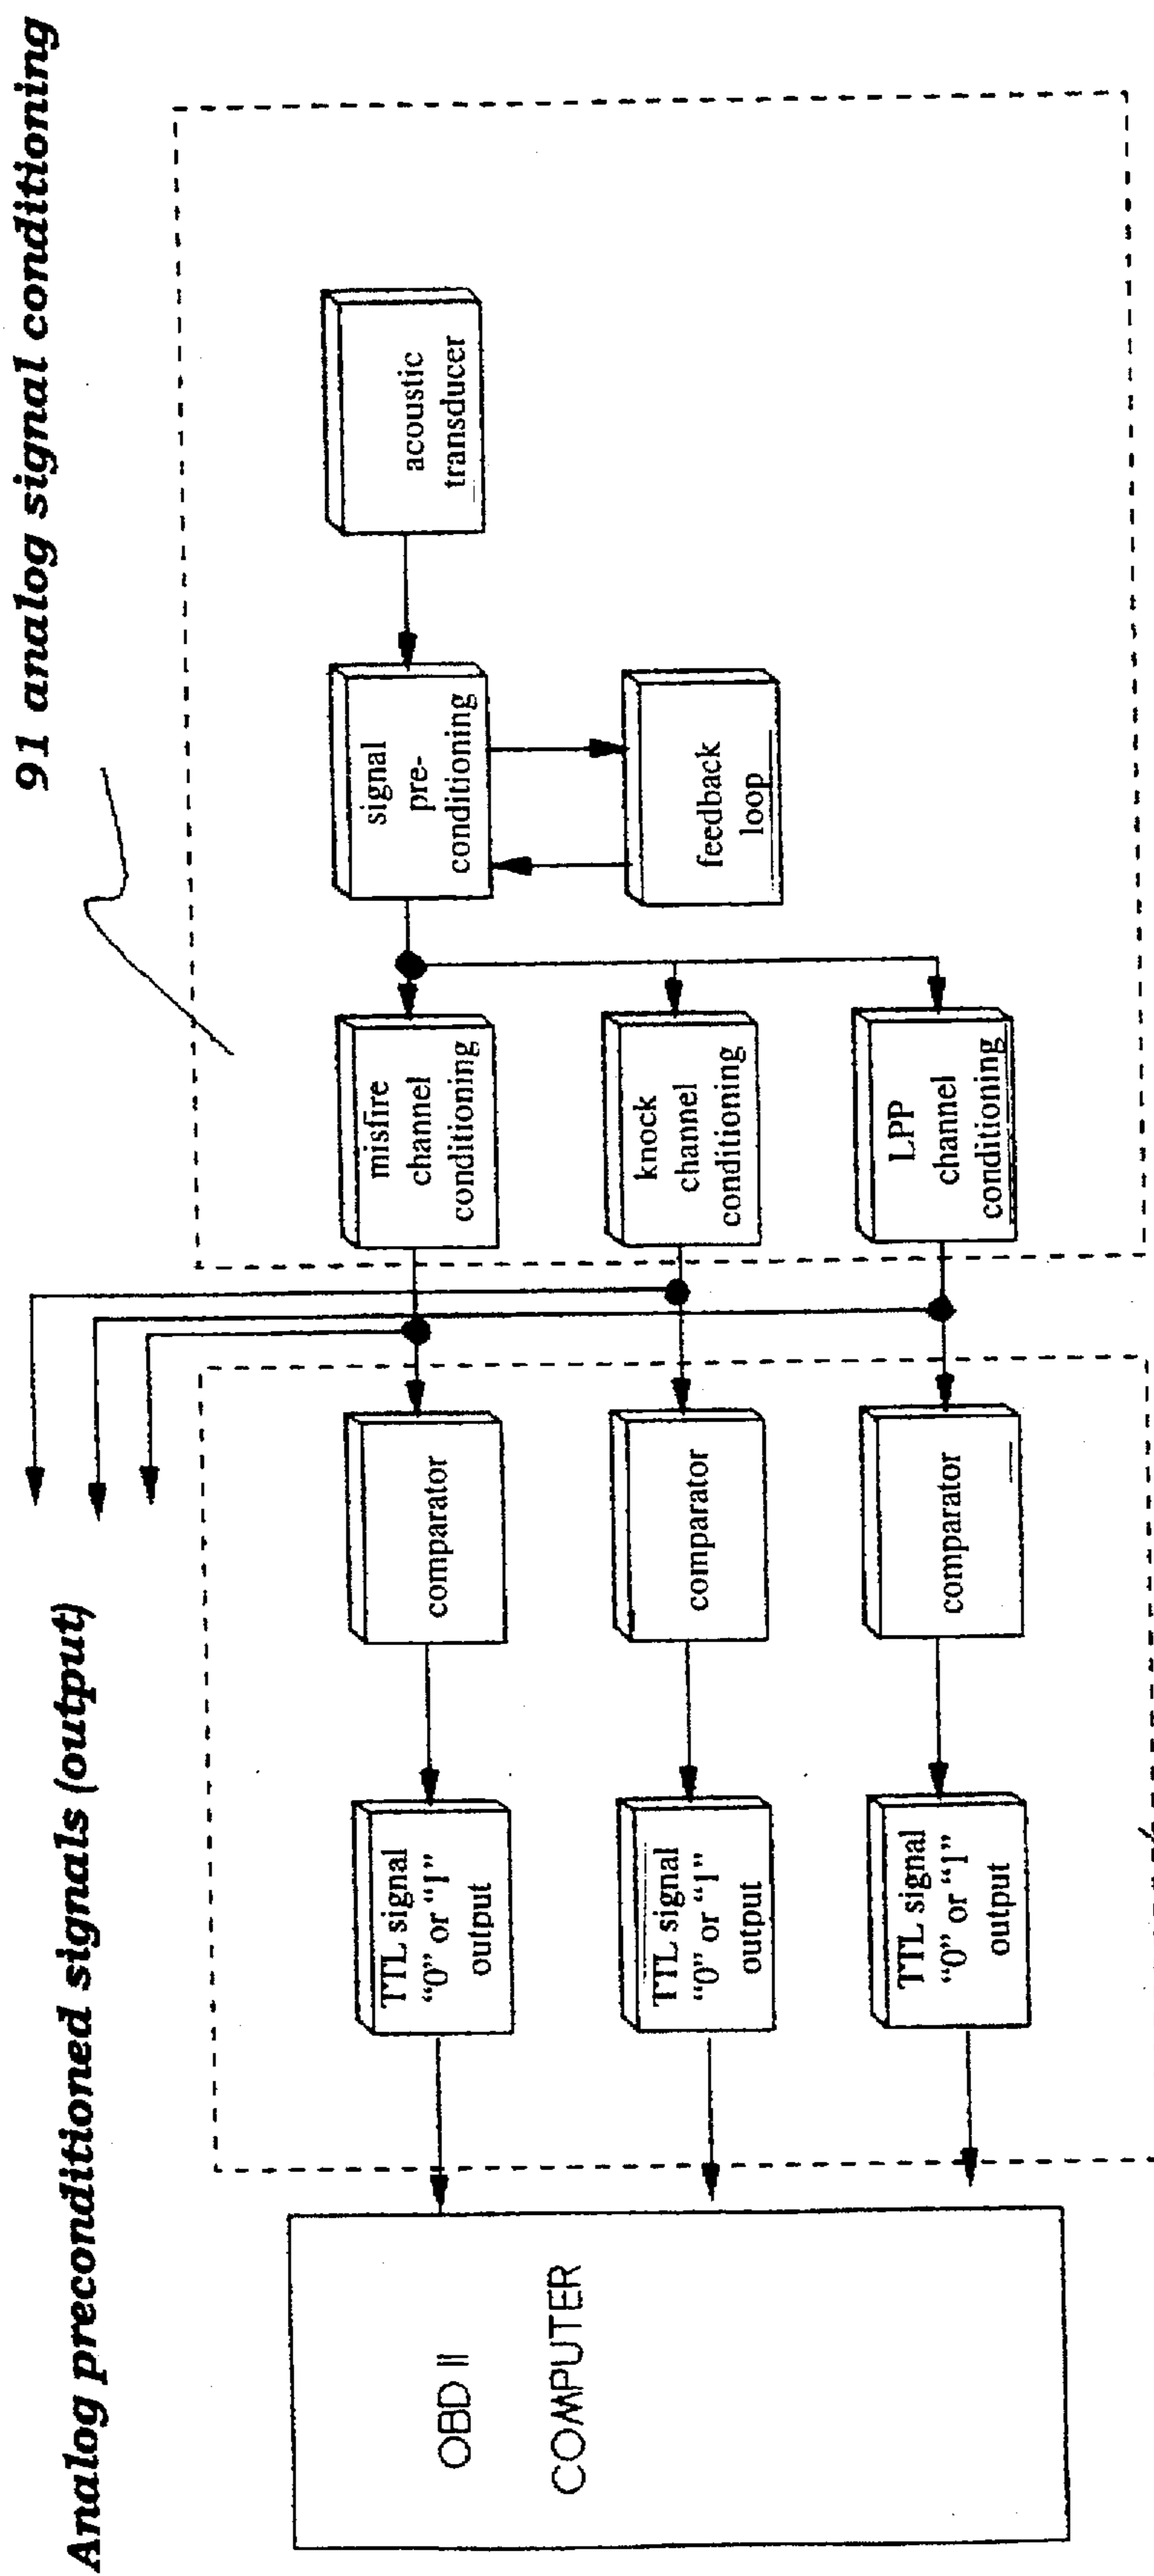 91 analog signal conditioning
Analog preconditioned signals (output)
acoustic
transducer
signal
pre-
conditioning
feedback
loop
misfire
channel
conditioning
knock
channel
conditioning
LPP
channel
conditioning
comparator
comparator
comparator
TTL signal
“0” or “1”
output
TTL signal
“0” or “1”
output
TTL signal
“0” or “1”
output
OBD II
COMPUTER